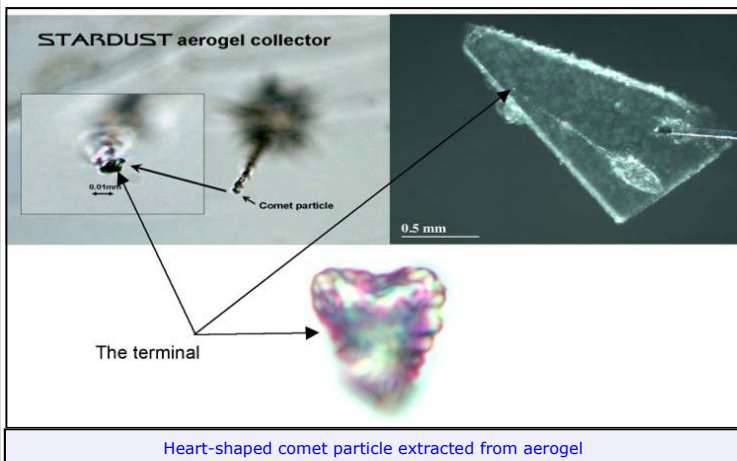 STARDUST aerogel collector
0.01mm
Comet particle
0.5 mm
The terminal
Heart-shaped comet particle extracted from aerogel